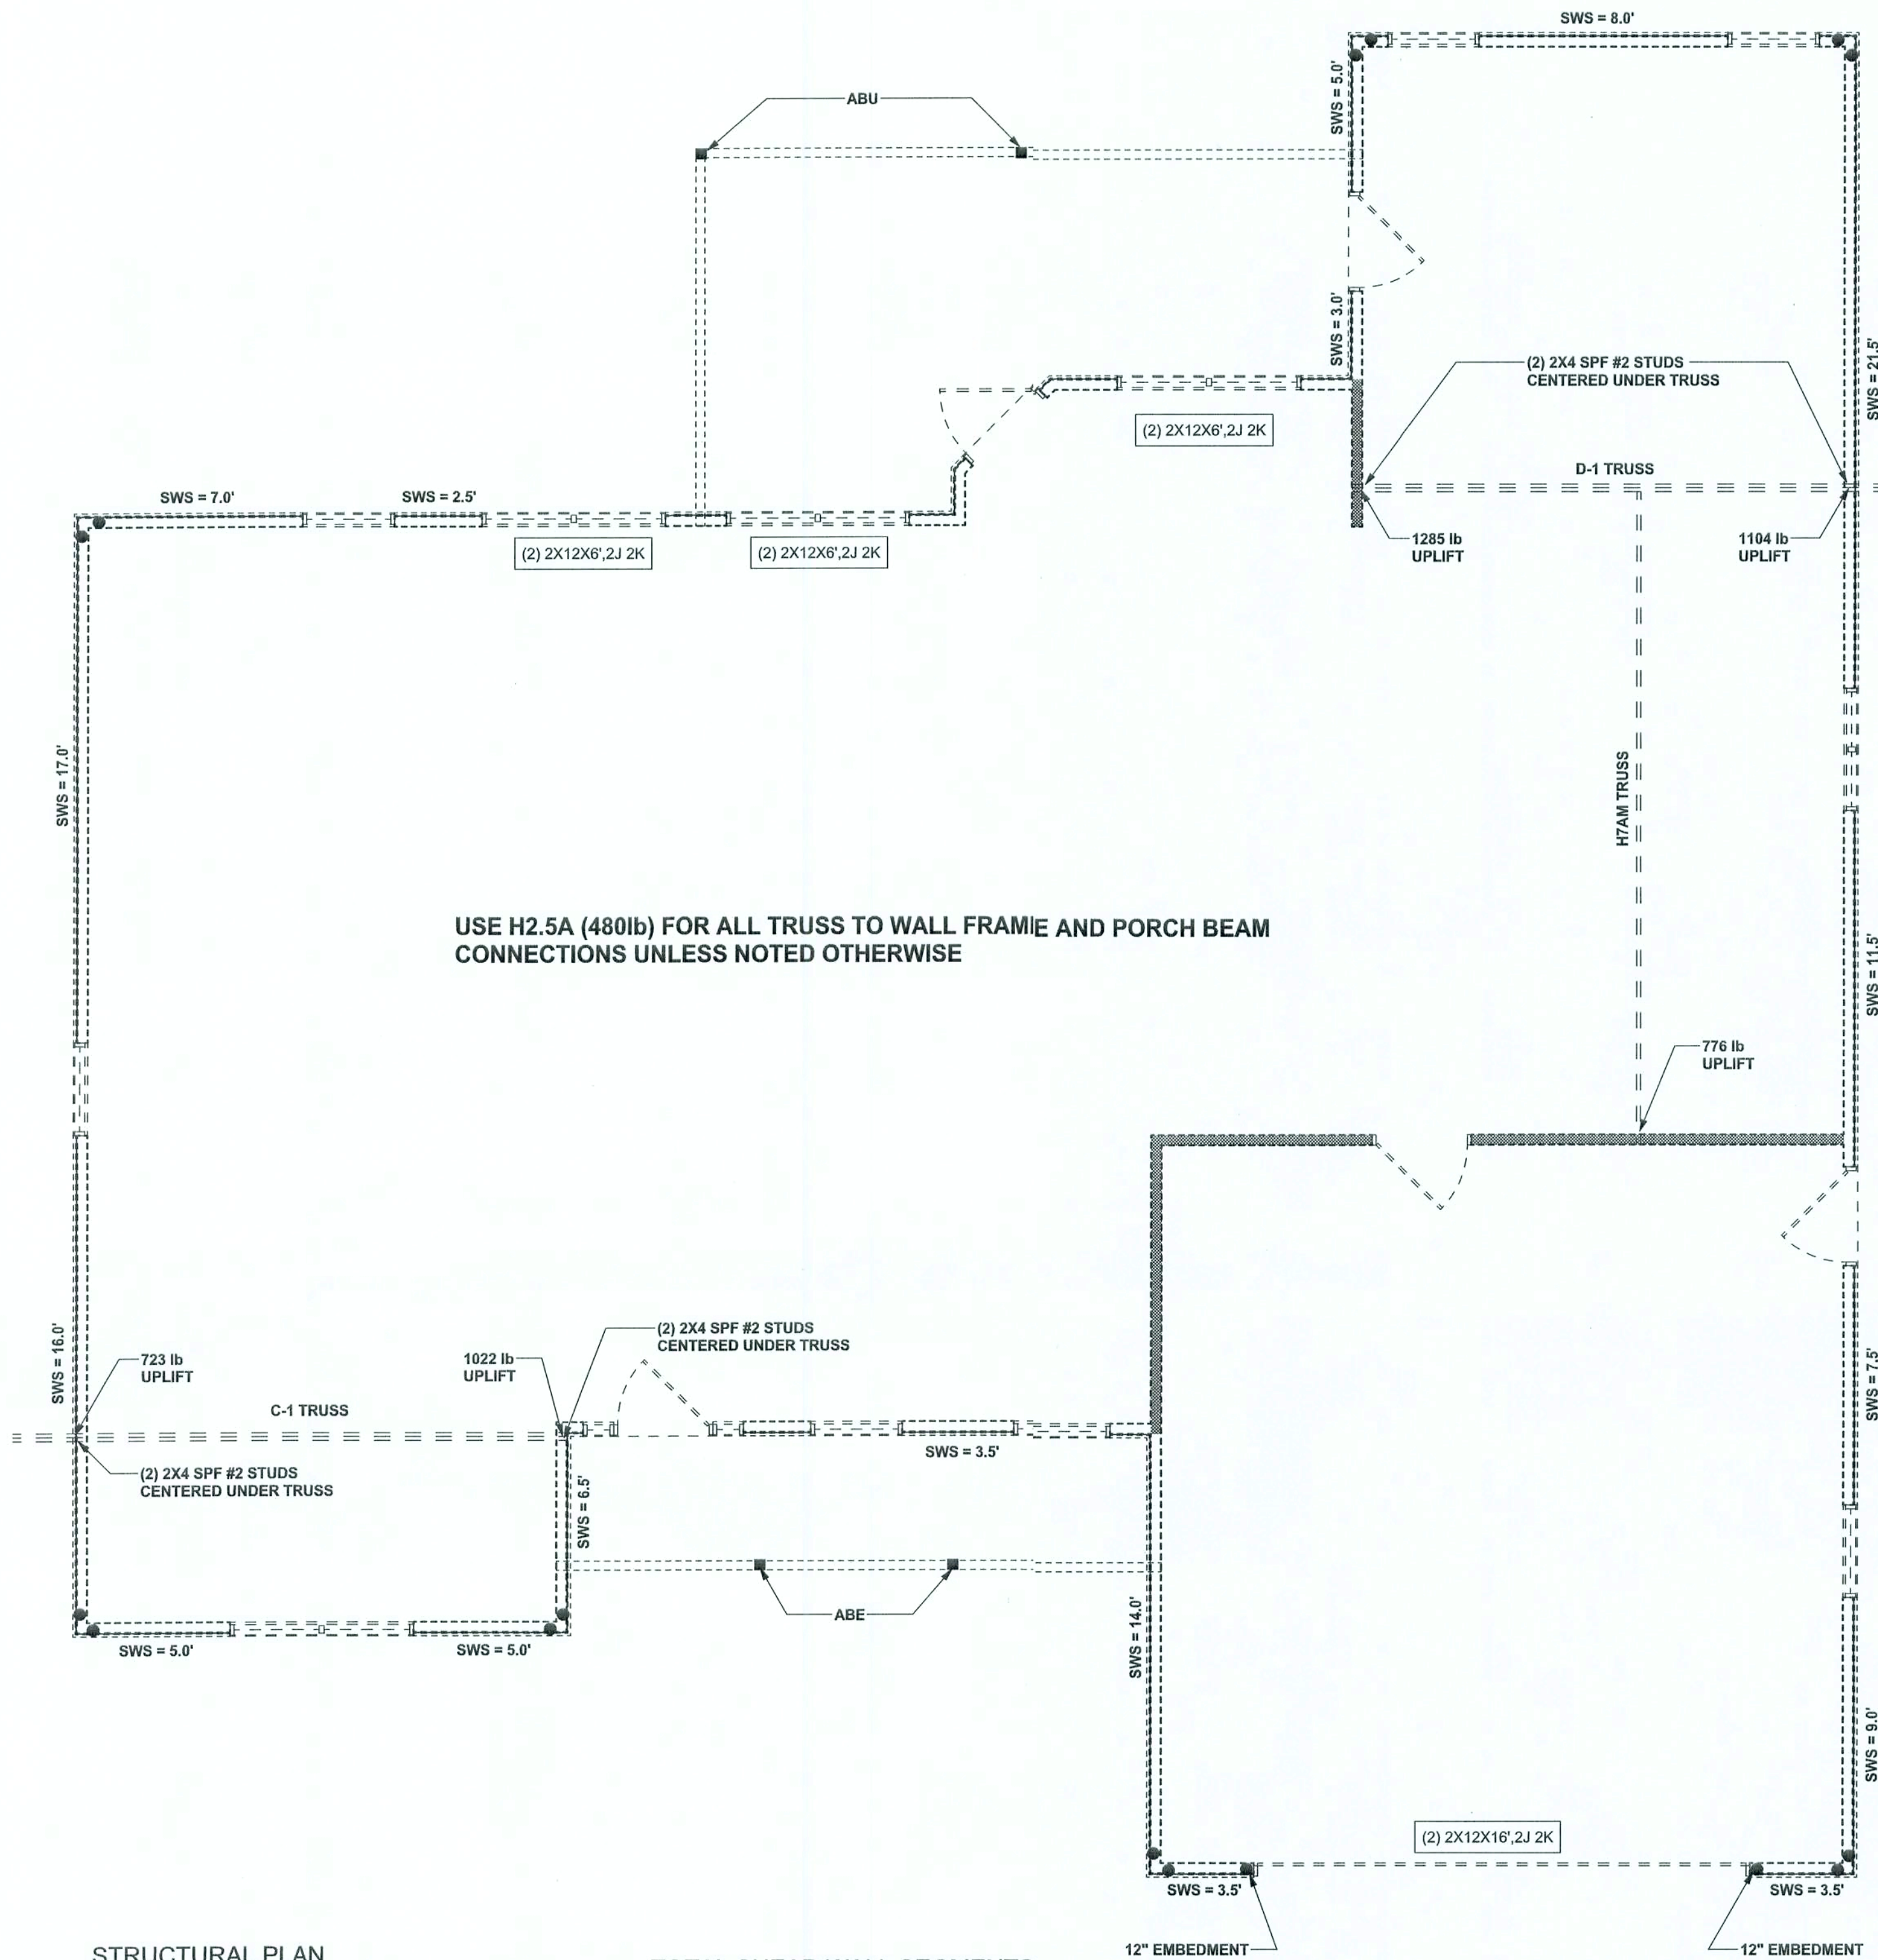 SWS = 8.0'
SWS = 5.0'
ABU
SWS = 3.0'
(2) 2X4 SPF #2 STUDS
CENTERED UNDER TRUSS
SWS = 21.5'
(2) 2X12X6',2J 2K
D-1 TRUSS
SWS = 7.0'
SWS = 2.5'
(2) 2X12X6',2J 2K
(2) 2X12X6',2J 2K
1285 lb
UPLIFT
1104 lb
UPLIFT
SWS = 17.0'
H7AM TRUSS
USE H2.5A (480lb) FOR ALL TRUSS TO WALL FRAME AND PORCH BEAM
CONNECTIONS UNLESS NOTED OTHERWISE
SWS = 11.5'
776 lb
UPLIFT
SWS = 16.0'
723 lb
UPLIFT
1022 lb
UPLIFT
(2) 2X4 SPF #2 STUDS
CENTERED UNDER TRUSS
C-1 TRUSS
SWS = 7.5'
SWS = 3.5'
(2) 2X4 SPF #2 STUDS
CENTERED UNDER TRUSS
SWS = 6.5'
ABE
SWS = 14.0'
SWS = 5.0'
SWS = 5.0'
SWS = 9.0'
(2) 2X12X16',2J 2K
SWS = 3.5'
SWS = 3.5'
12" EMBEDMENT
12" EMBEDMENT
STRUCTURAL PLAN